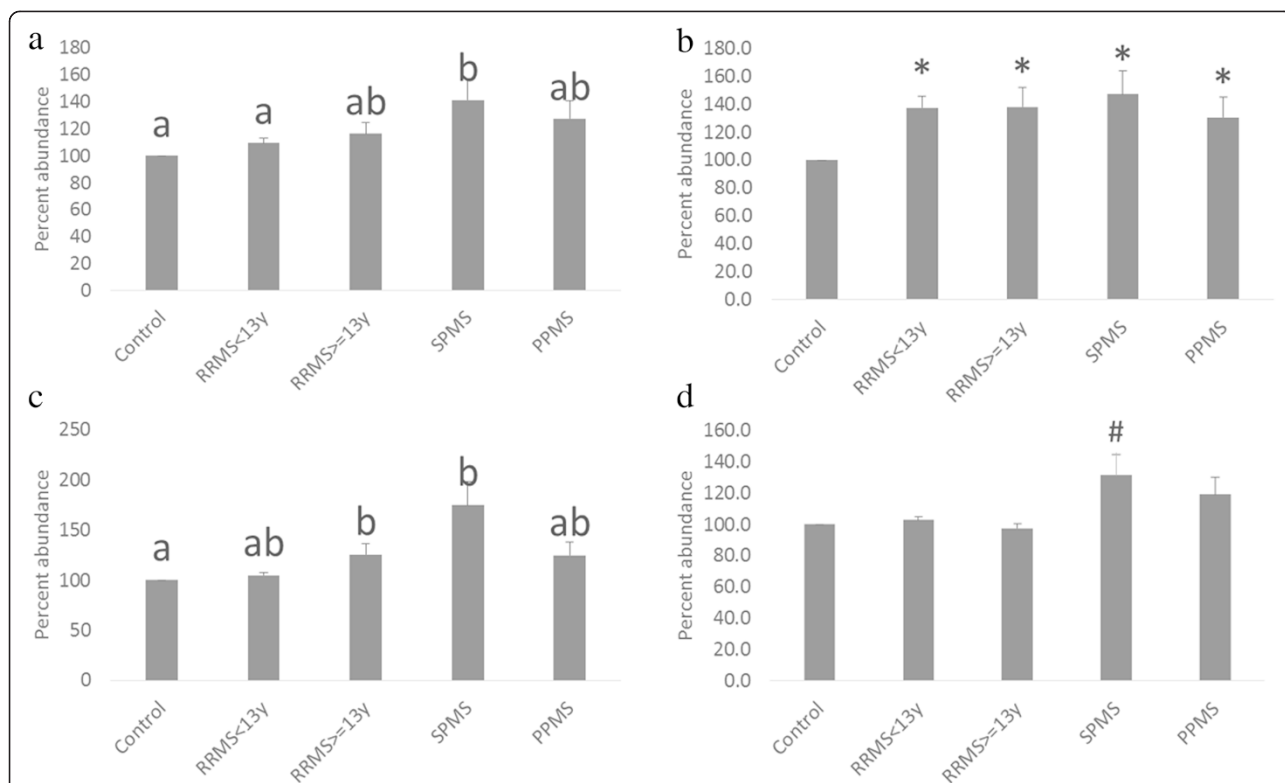 a
180
160
140
120
100
80
60
40
20
0
Percent abundance
a
a
ab
b
ab
Control
RRMS<13y
RRMS>=13y
SPMS
PPMS
b
180.0
160.0
140.0
120.0
100.0
80.0
60.0
40.0
20.0
0.0
Percent abundance
*
*
*
*
Control
RRMS<13y
RRMS>=13y
SPMS
PPMS
c
250
200
150
100
50
0
Percent abundance
a
ab
b
b
ab
Control
RRMS<13y
RRMS>=13y
SPMS
PPMS
d
160.0
140.0
120.0
100.0
80.0
60.0
40.0
20.0
0.0
Percent abundance
#
Control
RRMS<13y
RRMS>=13y
SPMS
PPMS